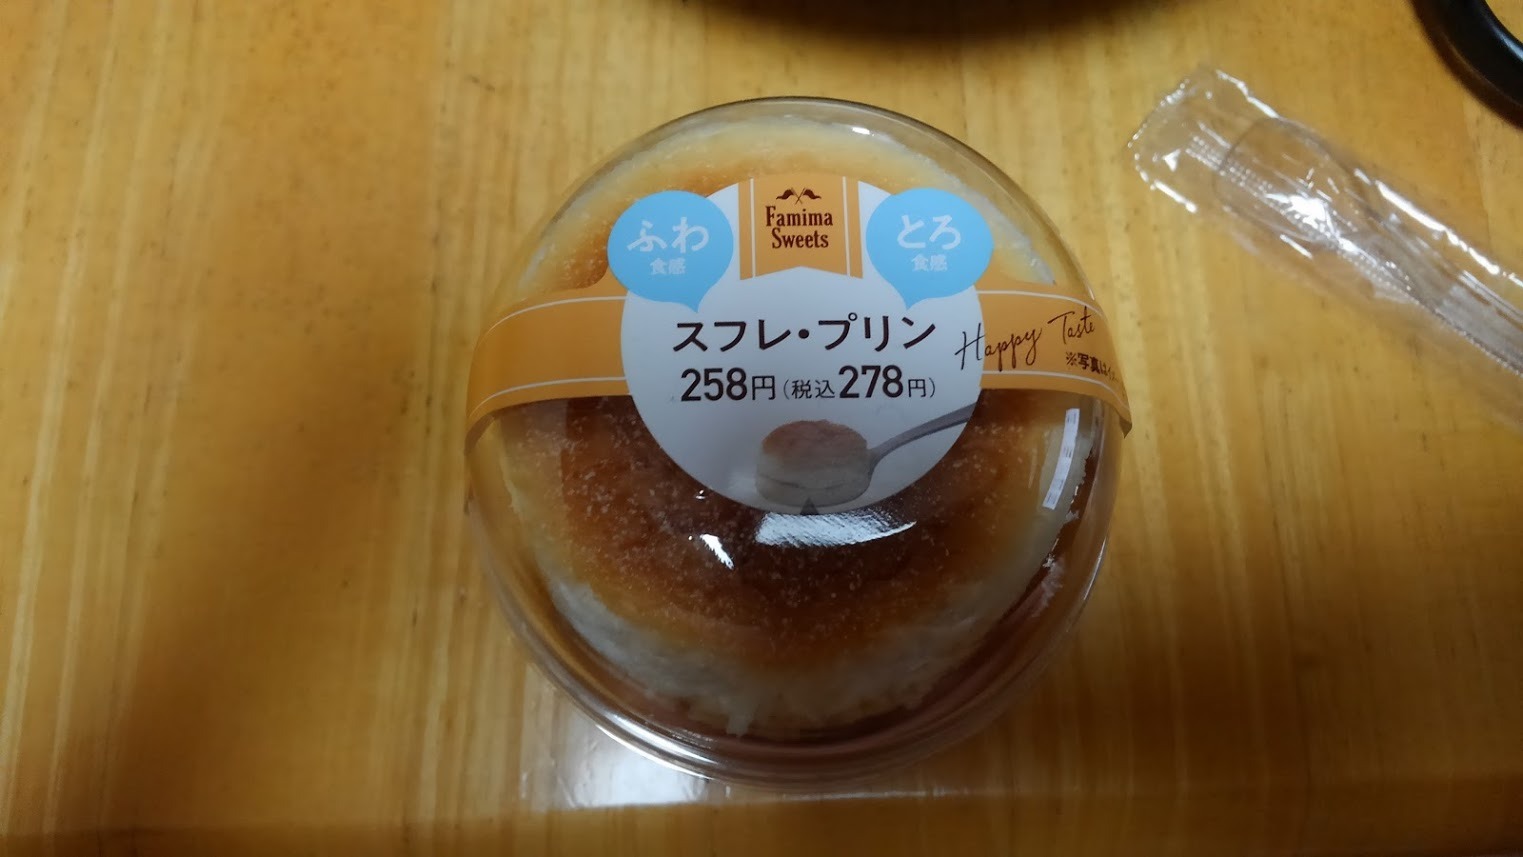 Famima
Sweets
ふわ
食感
とろ
食感
スフレ・プリン
258円(税込278円)
Happy Taste
※写真は